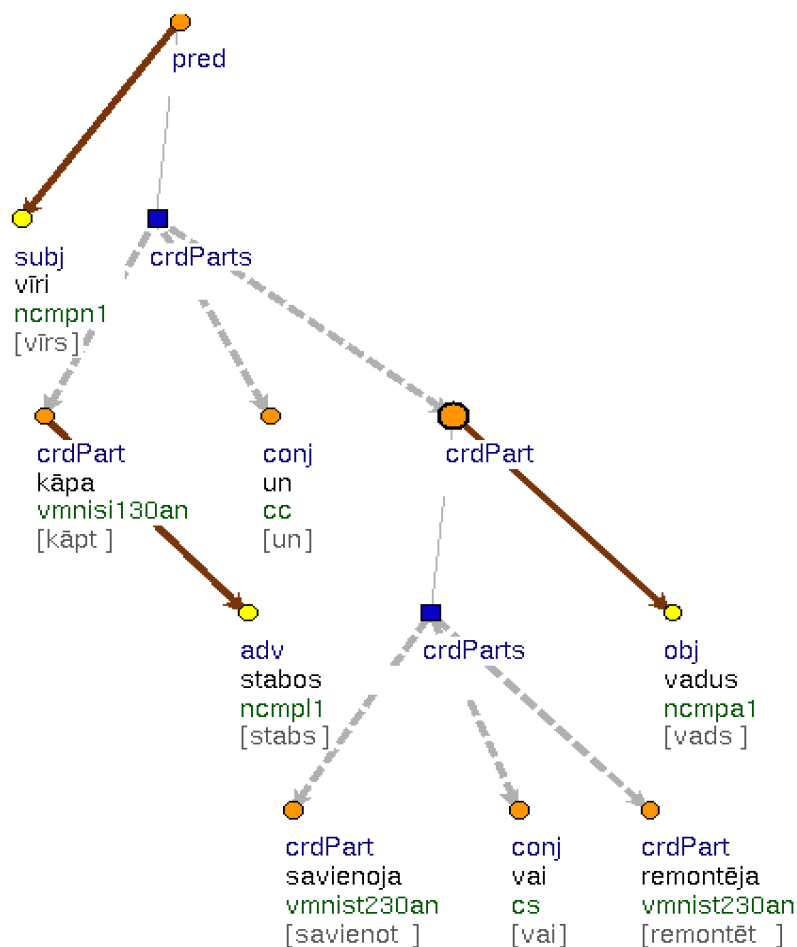 pred
subj
vīri
ncmpn1
[vīrs]
crdParts
crdPart
kāpa
vmnisi130an
[kāpt ]
conj
un
cc
[un]
crdPart
adv
stabos
ncmpl1
[stabs ]
crdParts
obj
vadus
ncmpa1
[vads ]
crdPart
savienoja
vmnist230an
[savienot ]
conj
vai
cs
[vai]
crdPart
remontēja
vmnist230an
[remontēt ]